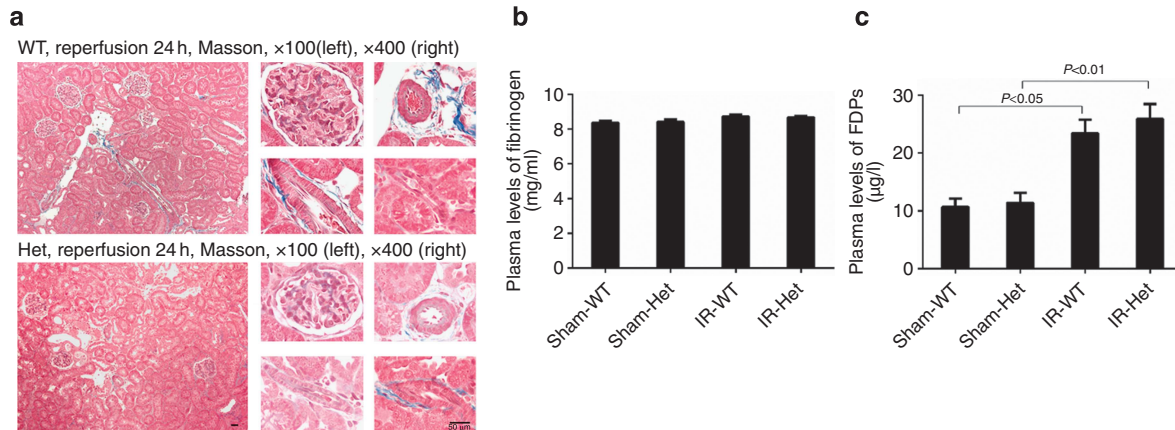 a
WT, reperfusion 24 h, Masson, ×100(left), ×400 (right)
Het, reperfusion 24 h, Masson, ×100 (left), ×400 (right)
50 µm
b
Plasma levels of fibrinogen
(mg/ml)
10
8
6
4
2
0
Sham-WT
Sham-Het
IR-WT
IR-Het
c
Plasma levels of FDPs
(µg/l)
30
20
10
0
P<0.01
P<0.05
Sham-WT
Sham-Het
IR-WT
IR-Het